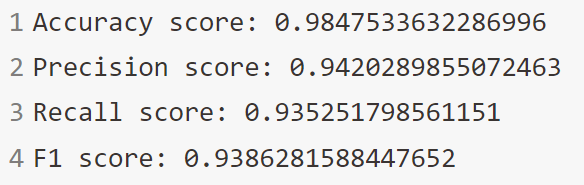 1 Accuracy score: 0.9847533632286996
2 Precision score: 0.9420289855072463
3 Recall score: 0.935251798561151
4 F1 score: 0.9386281588447652